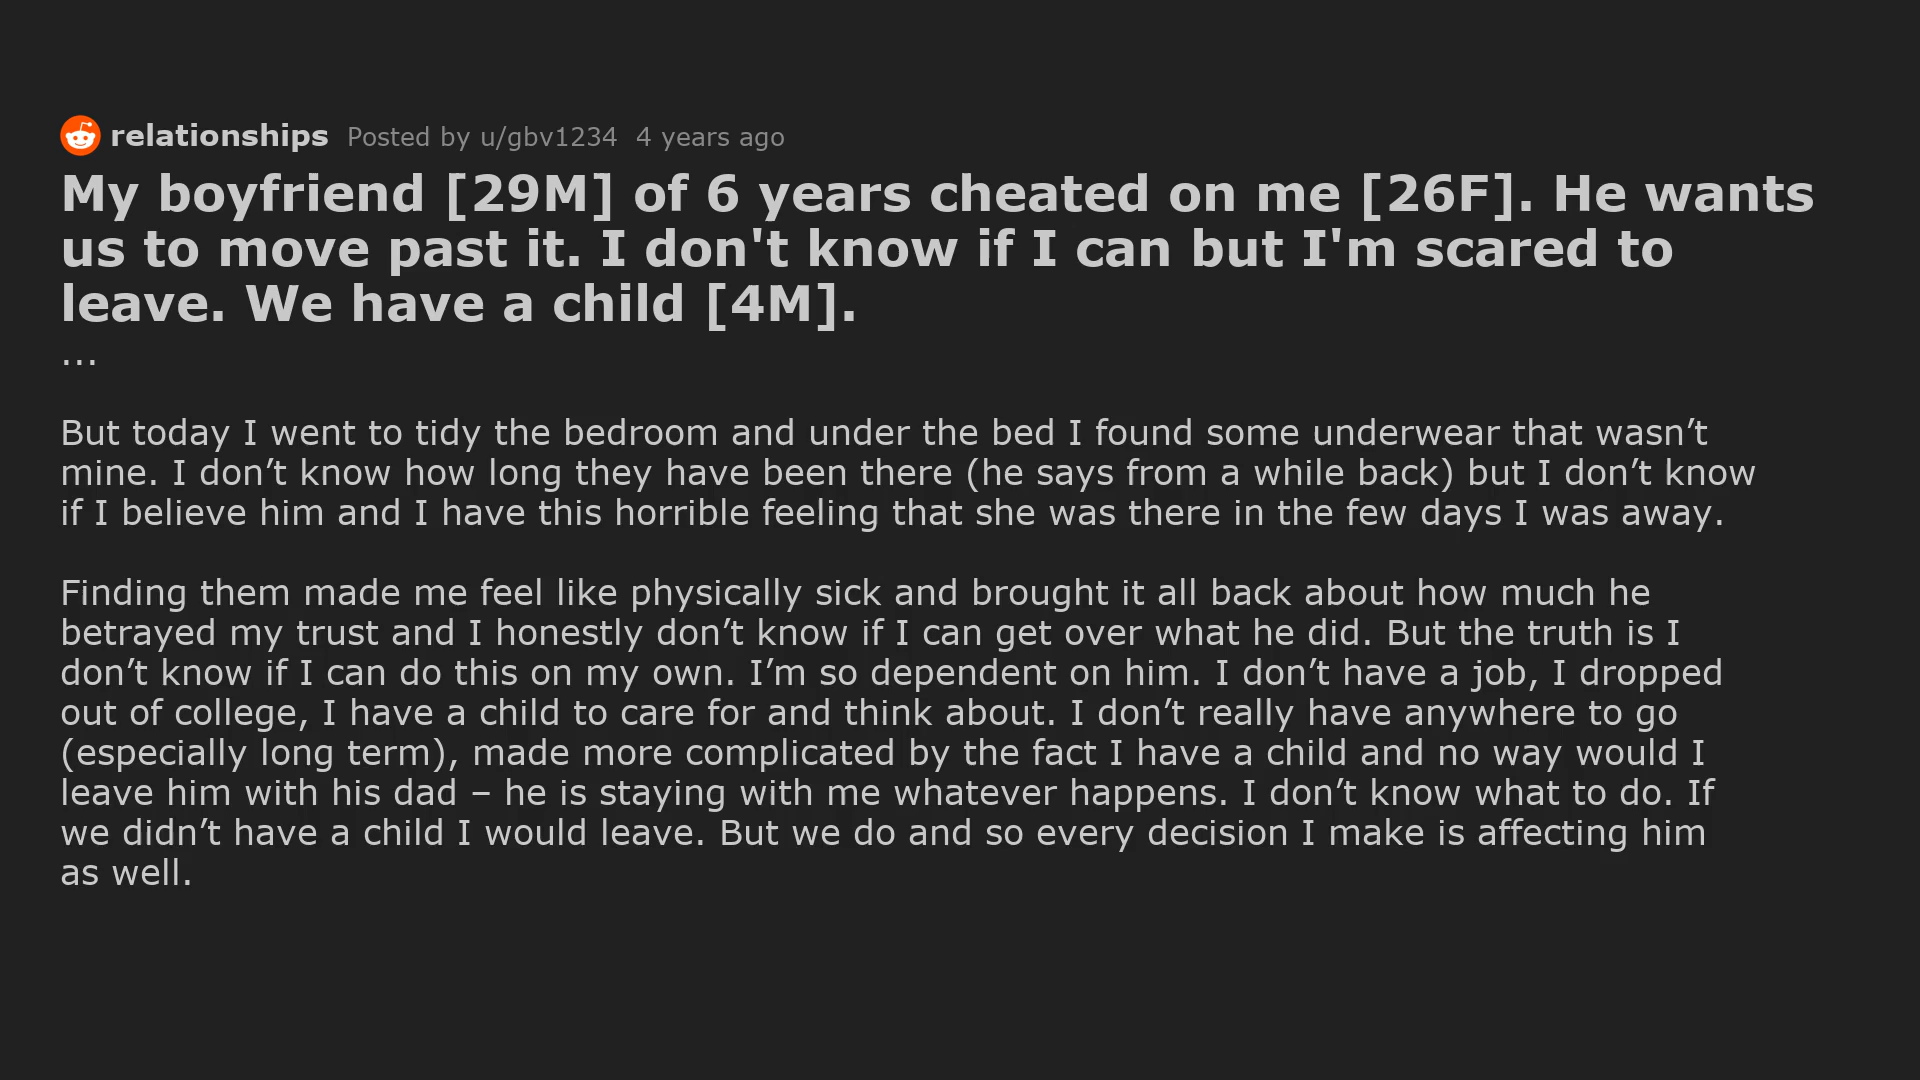 relationships Posted by u/gbv1234 4 years ago
My boyfriend [29M] of 6 years cheated on me [26F]. He wants
us to move past it. I don't know if I can but I'm scared to
leave. We have a child [4M].
...
But today I went to tidy the bedroom and under the bed I found some underwear that wasn’t
mine. I don’t know how long they have been there (he says from a while back) but I don’t know
if I believe him and I have this horrible feeling that she was there in the few days I was away.
Finding them made me feel like physically sick and brought it all back about how much he
betrayed my trust and I honestly don’t know if I can get over what he did. But the truth is I
don’t know if I can do this on my own. I’m so dependent on him. I don’t have a job, I dropped
out of college, I have a child to care for and think about. I don’t really have anywhere to go
(especially long term), made more complicated by the fact I have a child and no way would I
leave him with his dad – he is staying with me whatever happens. I don’t know what to do. If
we didn’t have a child I would leave. But we do and so every decision I make is affecting him
as well.